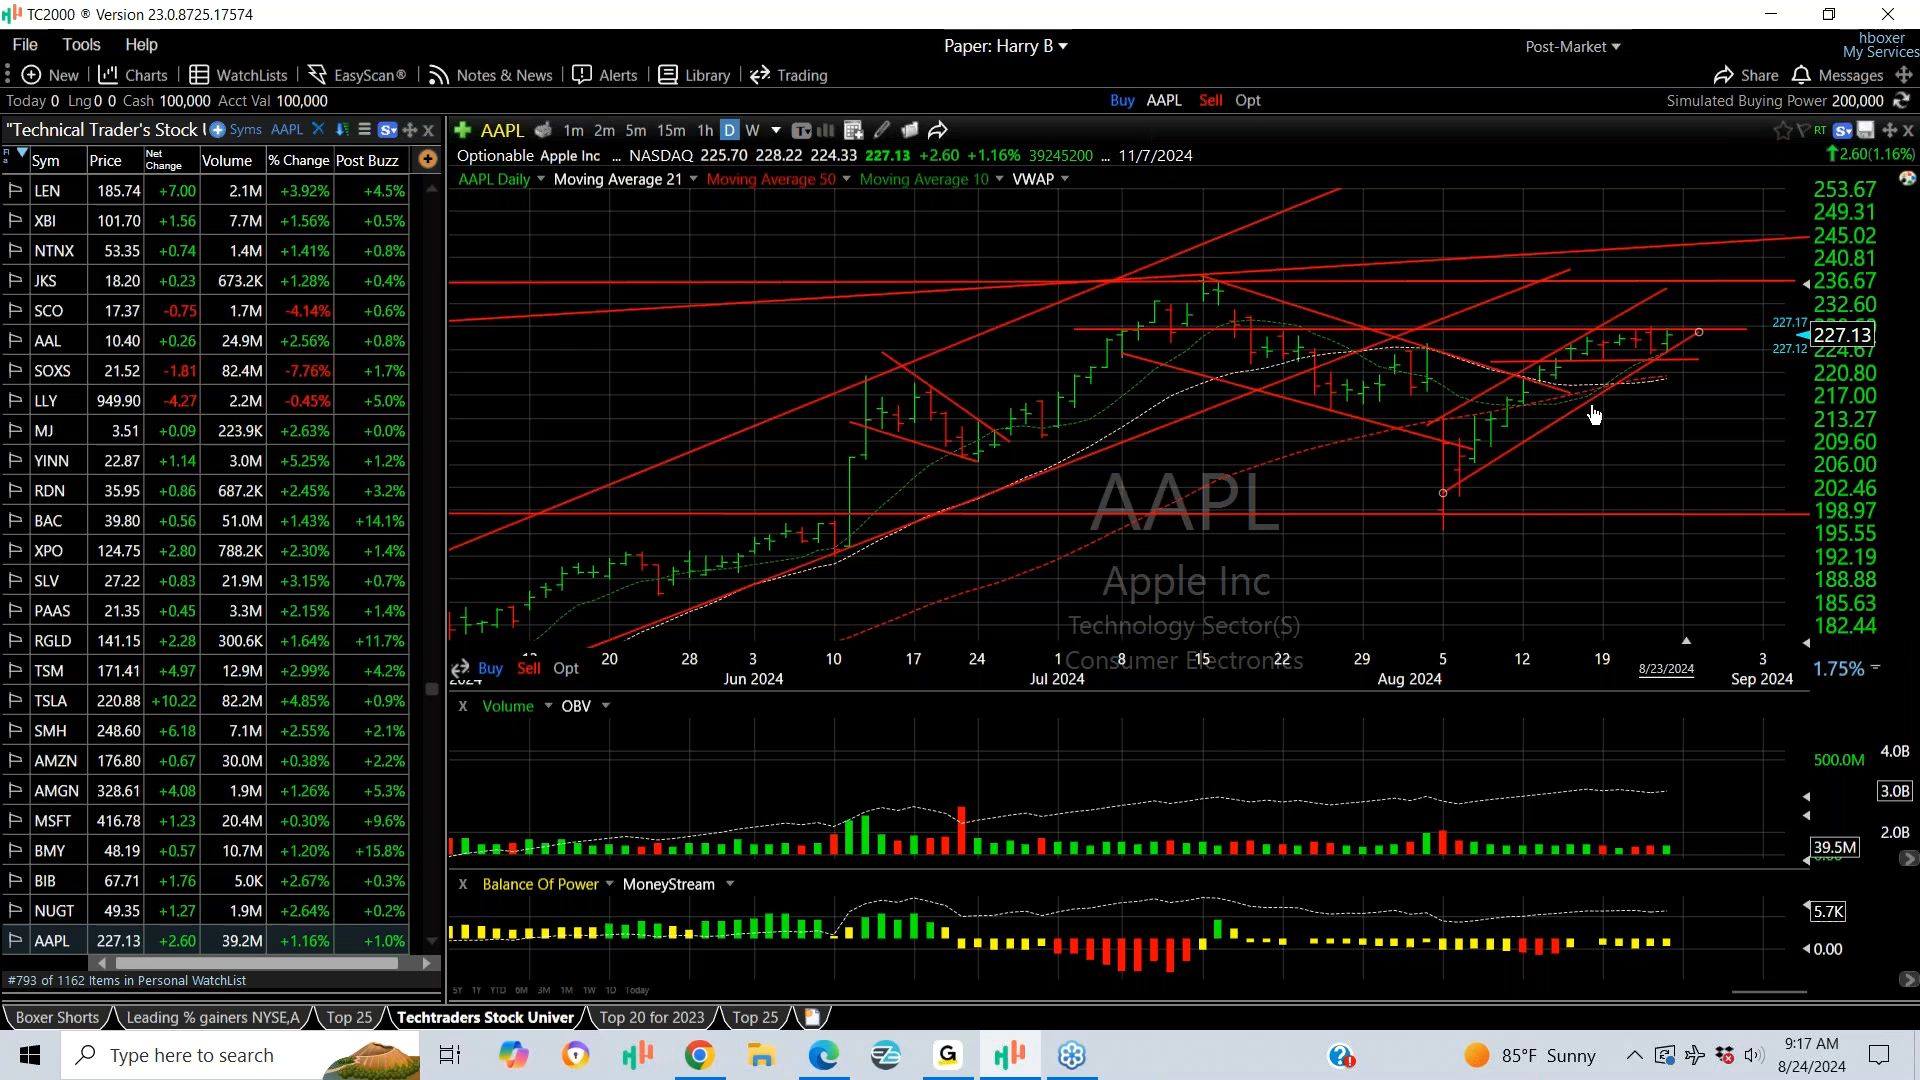 TC2000 ® Version 23.0.8725.17574
File Tools Help
Paper: Harry B
Post-Market
hboxer
My Services
New Charts WatchLists EasyScan® Notes & News Alerts Library Trading
Share Messages
Today 0 Lng 0 0 Cash 100,000 Acct Val 100,000
Buy AAPL Sell Opt
Simulated Buying Power 200,000
"Technical Trader's Stock Syms AAPL
AAPL 1m 2m 5m 15m 1h D W
RT
Sym Price Net Change Volume % Change Post Buzz
Optionable Apple Inc ... NASDAQ 225.70 228.22 224.33 227.13 +2.60 +1.16% 39245200 ... 11/7/2024
2.60(1.16%)
AAPL Daily Moving Average 21 Moving Average 50 Moving Average 10 VWAP
LEN 185.74 +7.00 2.1M +3.92% +4.5%
XBI 101.70 +1.56 7.7M +1.56% +0.5%
NTNX 53.35 +0.74 1.4M +1.41% +0.8%
JKS 18.20 +0.23 673.2K +1.28% +0.4%
SCO 17.37 -0.75 1.7M -4.14% +0.6%
AAL 10.40 +0.26 24.9M +2.56% +0.8%
SOXS 21.52 -1.81 82.4M -7.76% +1.7%
LLY 949.90 -4.27 2.2M -0.45% +5.0%
MJ 3.51 +0.09 223.9K +2.63% +0.0%
YINN 22.87 +1.14 3.0M +5.25% +1.2%
RDN 35.95 +0.86 687.2K +2.45% +3.2%
BAC 39.80 +0.56 51.0M +1.43% +14.1%
XPO 124.75 +2.80 788.2K +2.30% +1.4%
SLV 27.22 +0.83 21.9M +3.15% +0.7%
PAAS 21.35 +0.45 3.3M +2.15% +1.4%
RGLD 141.15 +2.28 300.6K +1.64% +11.7%
TSM 171.41 +4.97 12.9M +2.99% +4.2%
TSLA 220.88 +10.22 82.2M +4.85% +0.9%
SMH 248.60 +6.18 7.1M +2.55% +2.1%
AMZN 176.80 +0.67 30.0M +0.38% +2.2%
AMGN 328.61 +4.08 1.9M +1.26% +5.3%
MSFT 416.78 +1.23 20.4M +0.30% +9.6%
BMY 48.19 +0.57 10.7M +1.20% +15.8%
BIB 67.71 +1.76 5.0K +2.67% +0.3%
NUGT 49.35 +1.27 1.9M +2.64% +0.2%
AAPL 227.13 +2.60 39.2M +1.16% +1.0%
#793 of 1162 Items in Personal WatchList
253.67
249.31
245.02
240.81
236.67
232.60
227.17
227.13
227.12
224.67
220.80
217.00
213.27
209.60
206.00
202.46
198.97
195.55
192.19
188.88
185.63
182.44
AAPL
Apple Inc
Technology Sector(S)
Consumer Electronics
20 28 3 10 17 24 1 8 15 22 29 5 12 19 8/23/2024 3
Jun 2024 Jul 2024 Aug 2024 Sep 2024
Buy Sell Opt
1.75%
X Volume OBV
4.0B
500.0M
3.0B
2.0B
39.5M
X Balance Of Power MoneyStream
5.7K
0.00
5Y 1Y YTD 6M 3M 1M 1W 1D Today
Boxer Shorts Leading % gainers NYSE,A Top 25 Techtraders Stock Univer Top 20 for 2023 Top 25
Type here to search
85°F Sunny
9:17 AM
8/24/2024